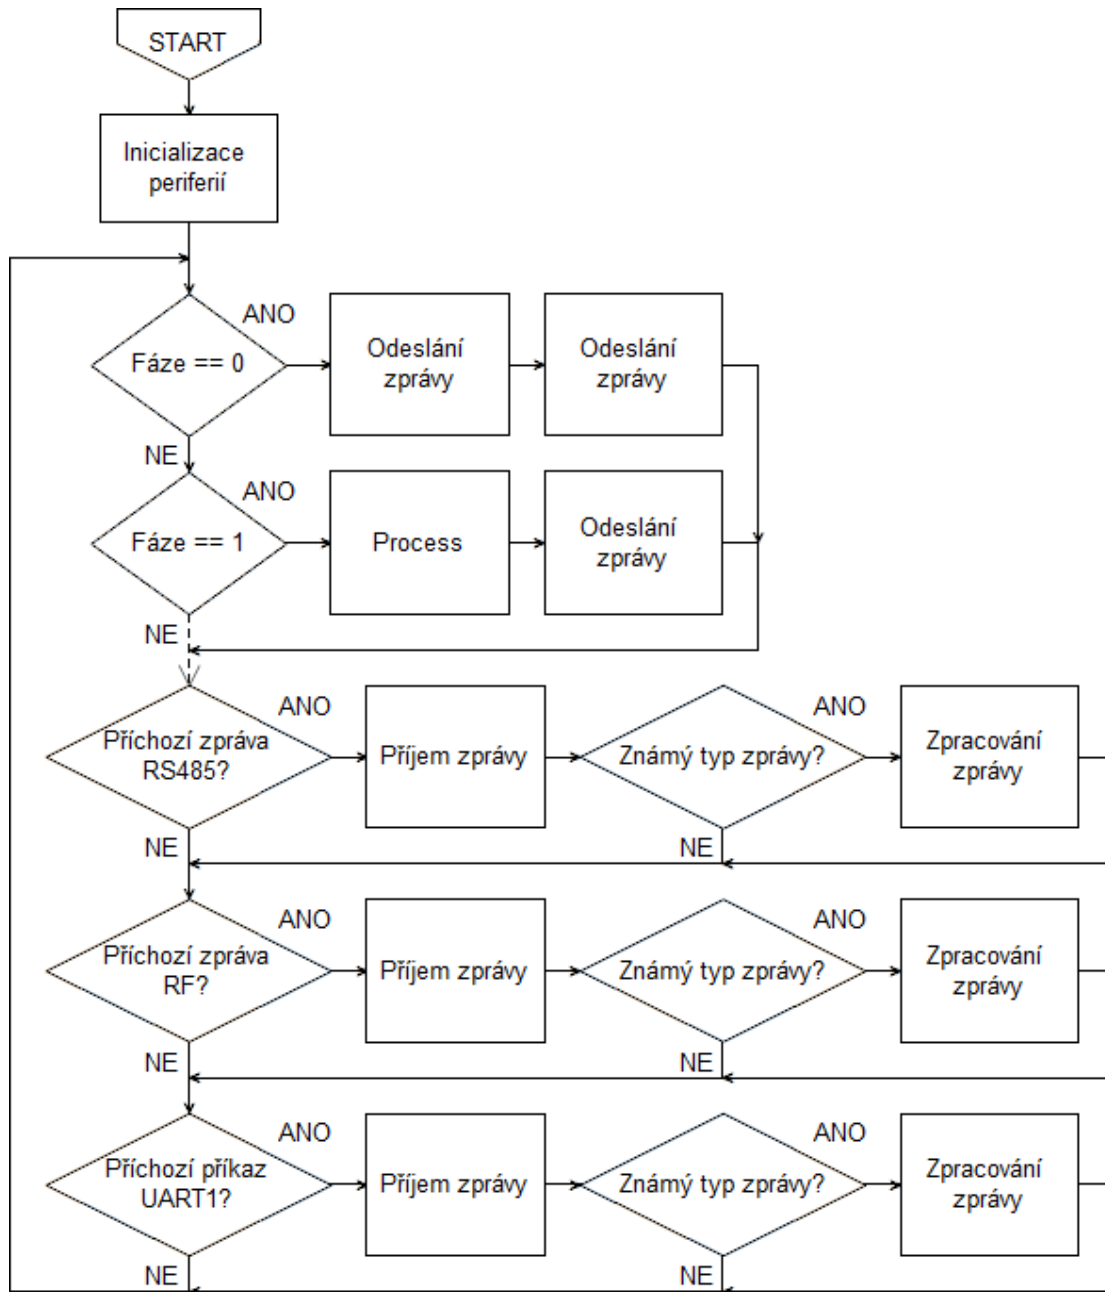 START
Inicializace
periferií
ANO
Fáze == 0
Odeslání
zprávy
Odeslání
zprávy
NE
ANO
Fáze == 1
Process
Odeslání
zprávy
NE
ANO
Příchozí zpráva
RS485?
Příjem zprávy
Známý typ zprávy?
ANO
Zpracování
zprávy
NE
NE
ANO
Příchozí zpráva
RF?
Příjem zprávy
Známý typ zprávy?
ANO
Zpracování
zprávy
NE
NE
ANO
Příchozí příkaz
UART1?
Příjem zprávy
Známý typ zprávy?
ANO
Zpracování
zprávy
NE
NE